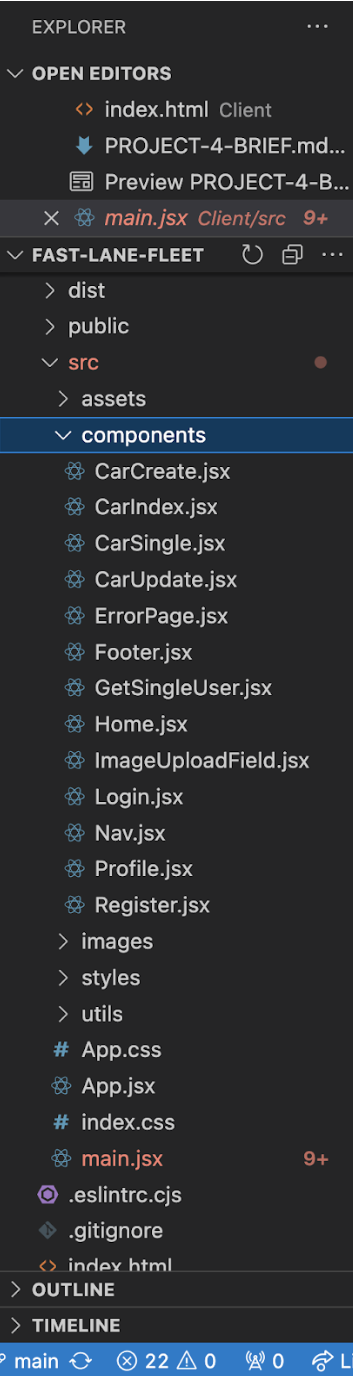 EXPLORER ...
OPEN EDITORS
<> index.html Client
PROJECT-4-BRIEF.md...
Preview PROJECT-4-B...
main.jsx Client/src 9+
FAST-LANE-FLEET ...
dist
public
src
assets
components
CarCreate.jsx
CarIndex.jsx
CarSingle.jsx
CarUpdate.jsx
ErrorPage.jsx
Footer.jsx
GetSingleUser.jsx
Home.jsx
ImageUploadField.jsx
Login.jsx
Nav.jsx
Profile.jsx
Register.jsx
images
styles
utils
# App.css
App.jsx
# index.css
main.jsx 9+
.eslintrc.cjs
.gitignore
<> index.html
OUTLINE
TIMELINE
main 22 0 0 Li